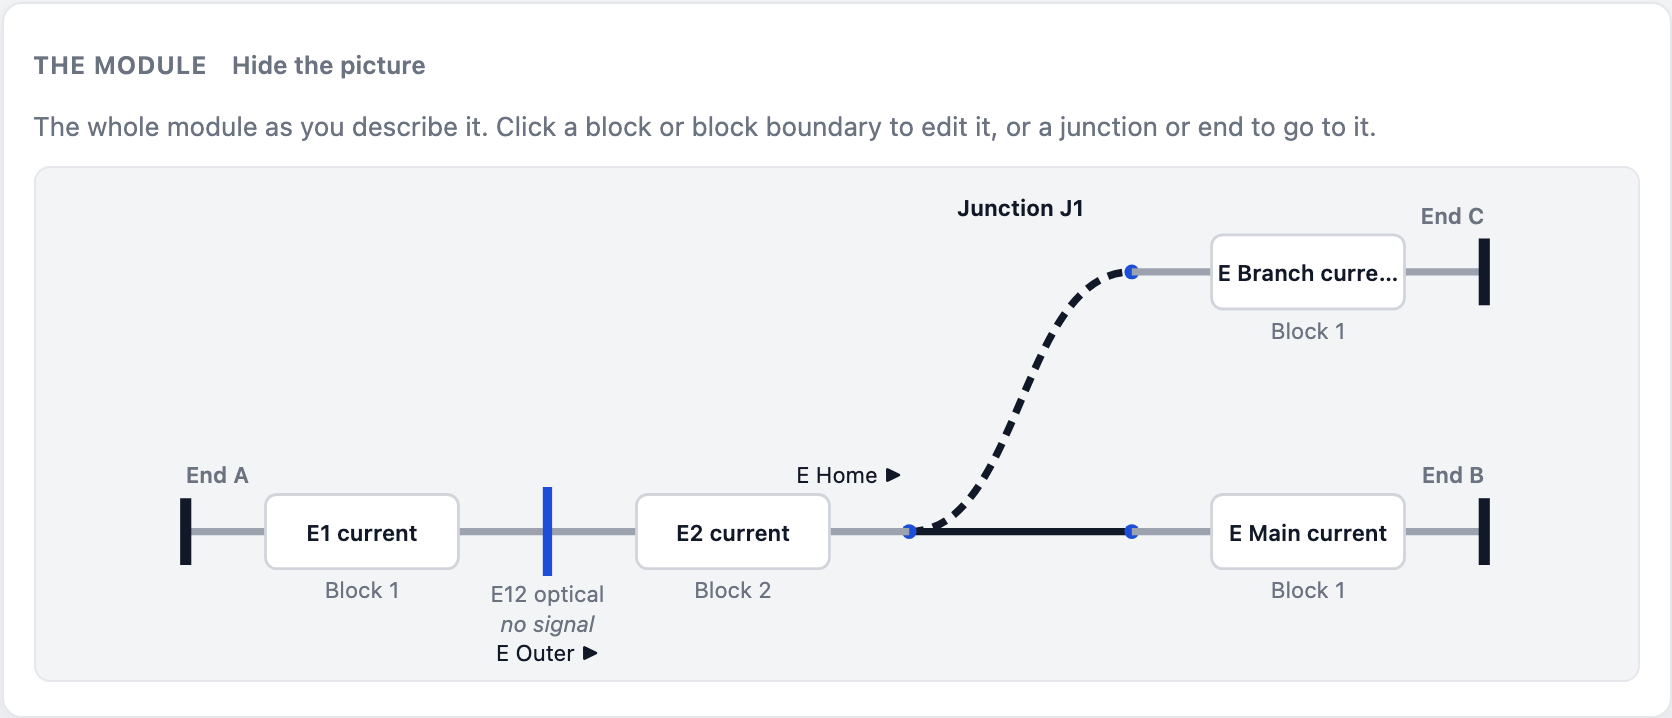 THE MODULE Hide the picture
The whole module as you describe it. Click a block or block boundary to edit it, or a junction or end to go to it.
Junction J1
End C
E Branch curre...
Block 1
End A
E Home ►
End B
E1 current
E2 current
E Main current
Block 1
E12 optical
Block 2
Block 1
no signal
E Outer ►